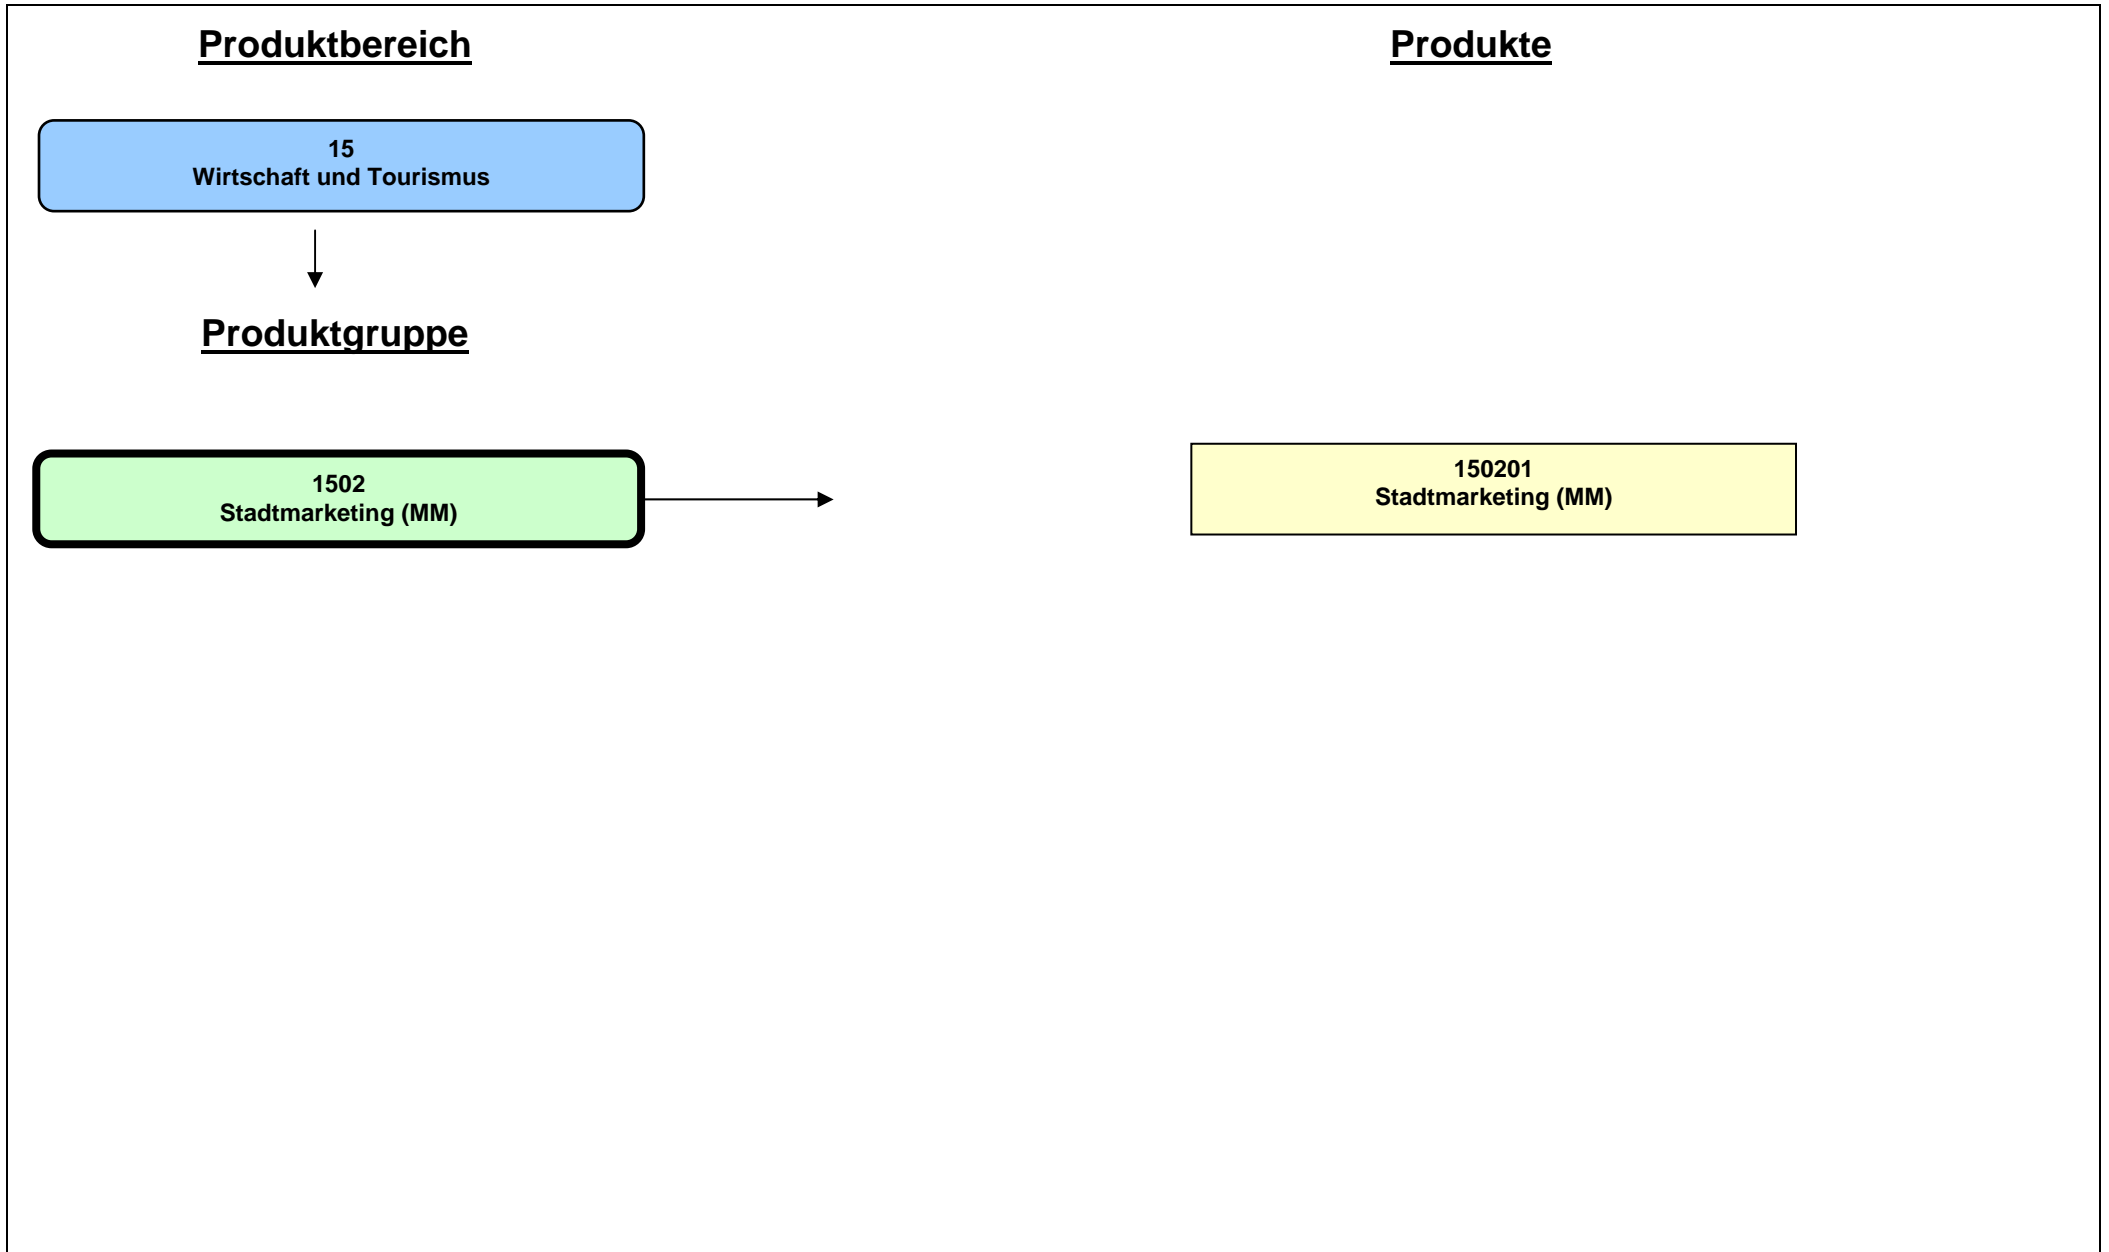 Produktbereich
Produkte
15
Wirtschaft und Tourismus
Produktgruppe
1502
Stadtmarketing (MM)
150201
Stadtmarketing (MM)